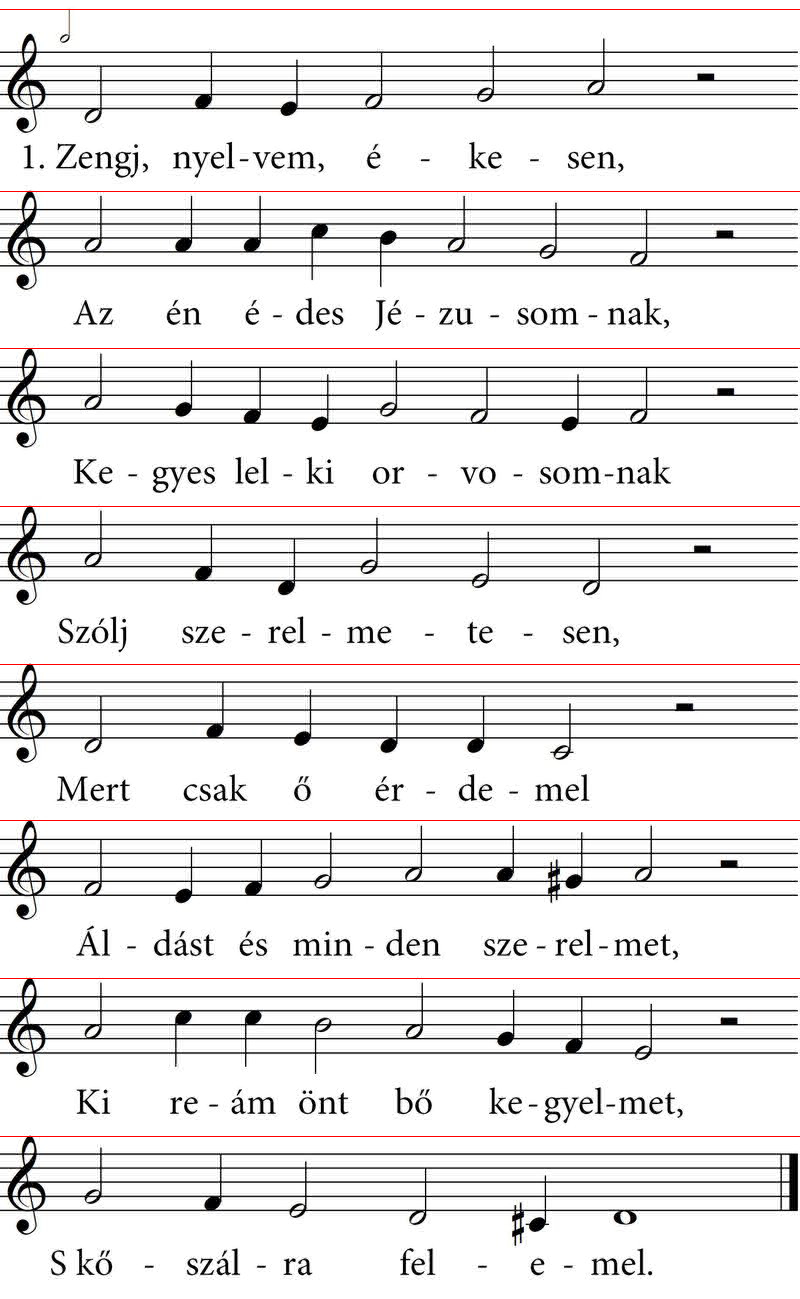 1. Zengj, nyel-vem, é - ke - sen,
Az én é - des Jé - zu - som - nak,
Ke - gyes lel - ki or - vo - som-nak
Szólj sze - rel - me - te - sen,
Mert csak ő ér - de - mel
Ál - dást és min - den sze - rel - met,
Ki re - ám önt bő ke - gyel-met,
S kő - szál - ra fel - e - mel.